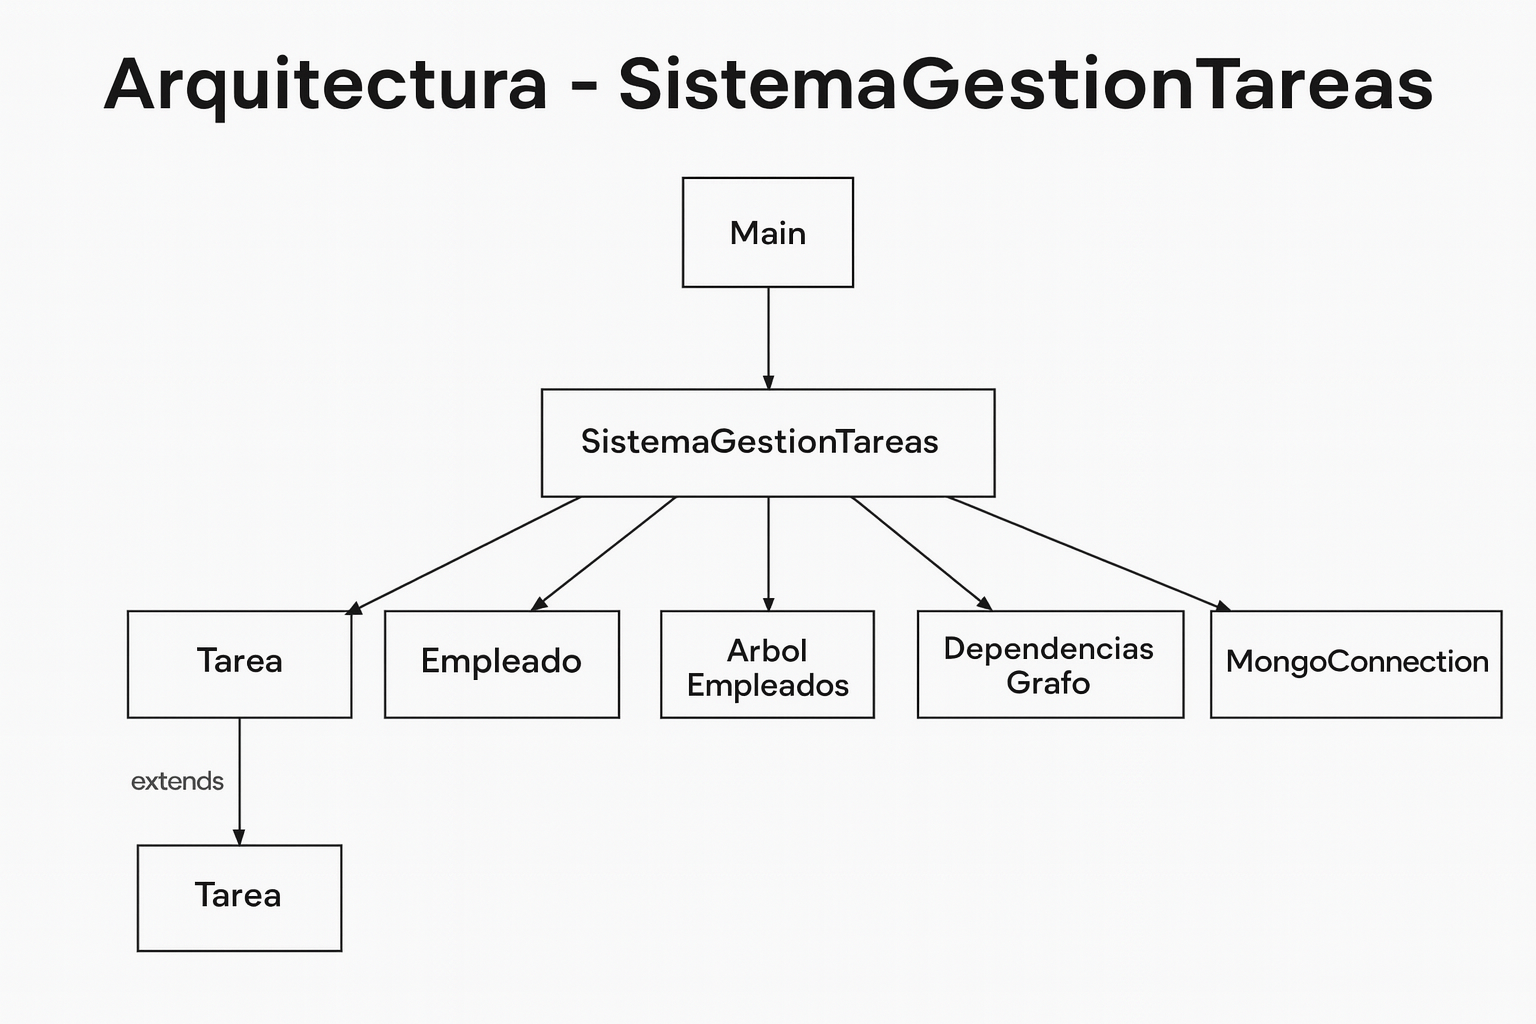 Arquitectura - SistemaGestionTareas
Main
SistemaGestionTareas
Tarea
Empleado
Arbol
Empleados
Dependencias
Grafo
MongoConnection
extends
Tarea